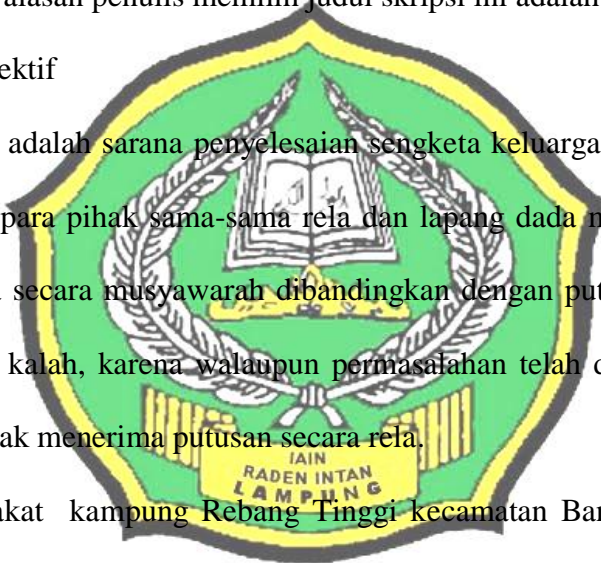 alasan penulis memilih judul skripsi ini adalah
ektif
adalah sarana penyelesaian sengketa keluarga
para pihak sama-sama rela dan lapang dada m
secara musyawarah dibandingkan dengan put
kalah, karena walaupun permasalahan telah d
ak menerima putusan secara rela.
IAIN
RADEN INTAN
LAMPUNG
akat kampung Rebang Tinggi kecamatan Ban